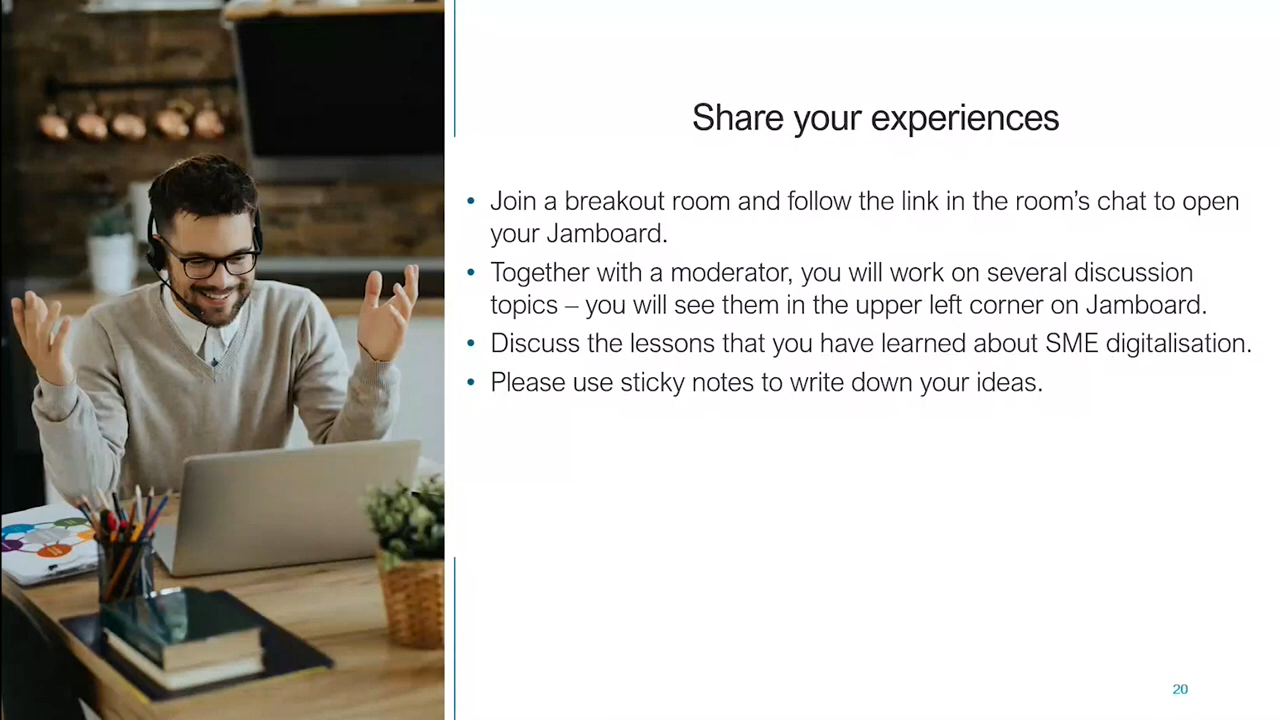 Share your experiences
• Join a breakout room and follow the link in the room’s chat to open
your Jamboard.
• Together with a moderator, you will work on several discussion
topics – you will see them in the upper left corner on Jamboard.
• Discuss the lessons that you have learned about SME digitalisation.
• Please use sticky notes to write down your ideas.
20